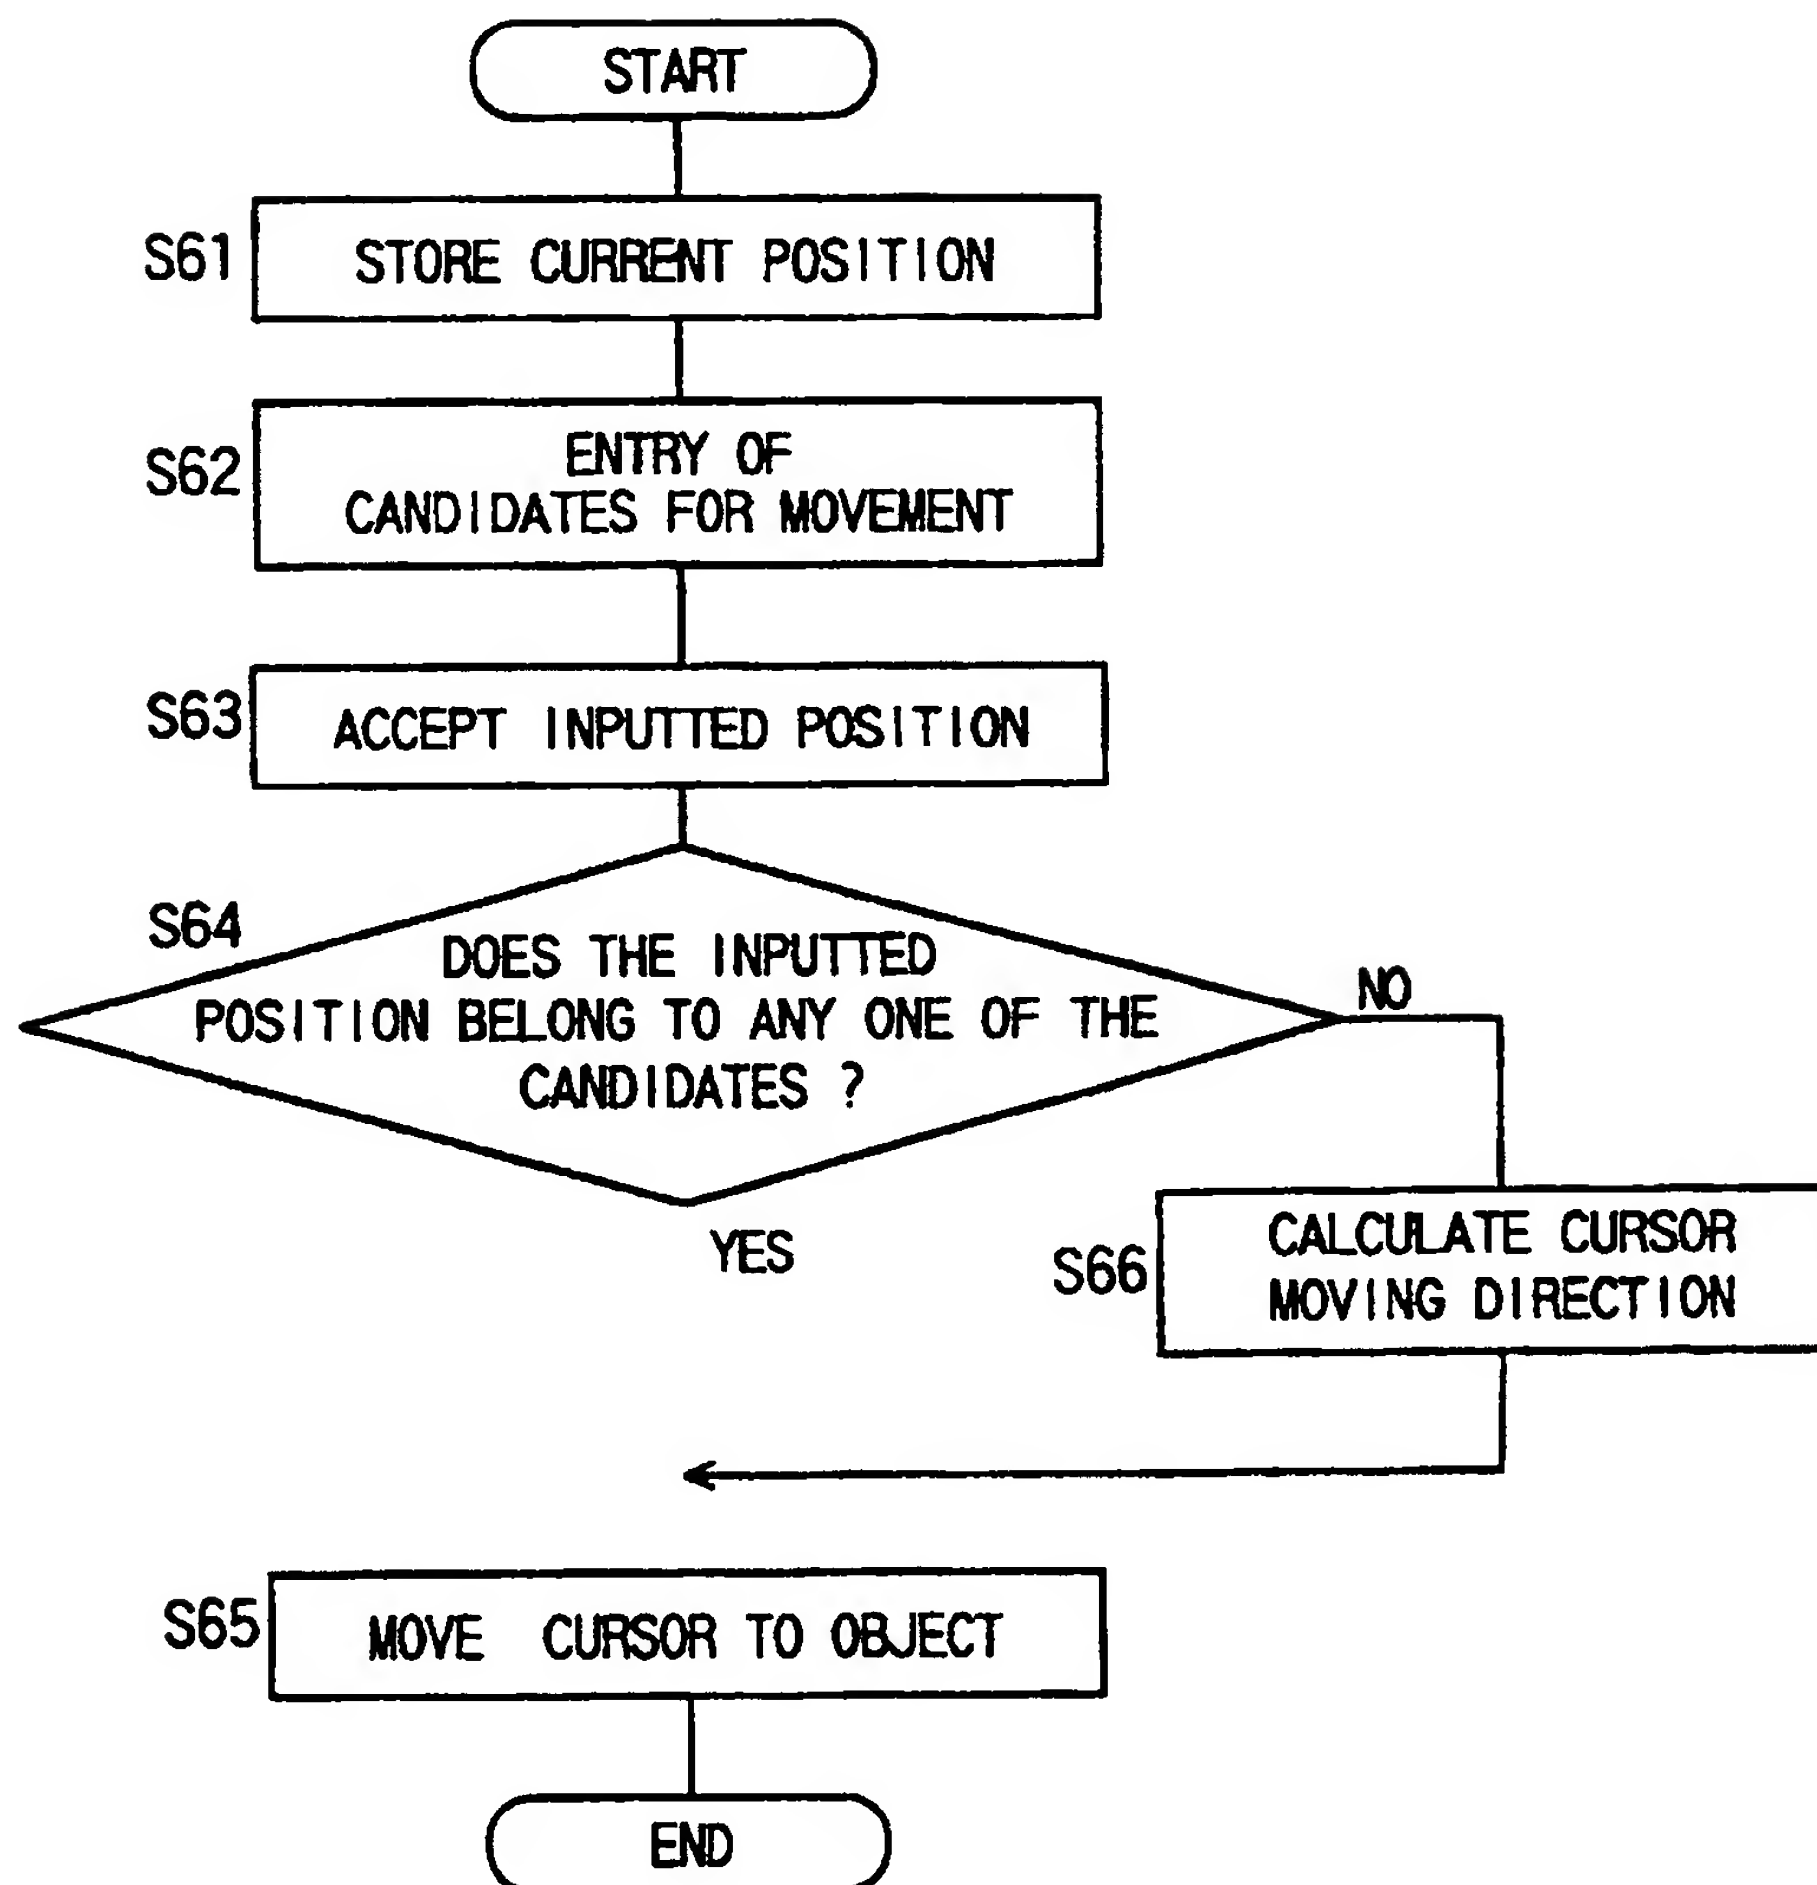 START
S61
STORE CURRENT POSITION
S62
ENTRY OF
CANDIDATES FOR MOVEMENT
S63
ACCEPT INPUTTED POSITION
S64
DOES THE INPUTTED
POSITION BELONG TO ANY ONE OF THE
CANDIDATES ?
NO
YES
S66
CALCULATE CURSOR
MOVING DIRECTION
S65
MOVE CURSOR TO OBJECT
END